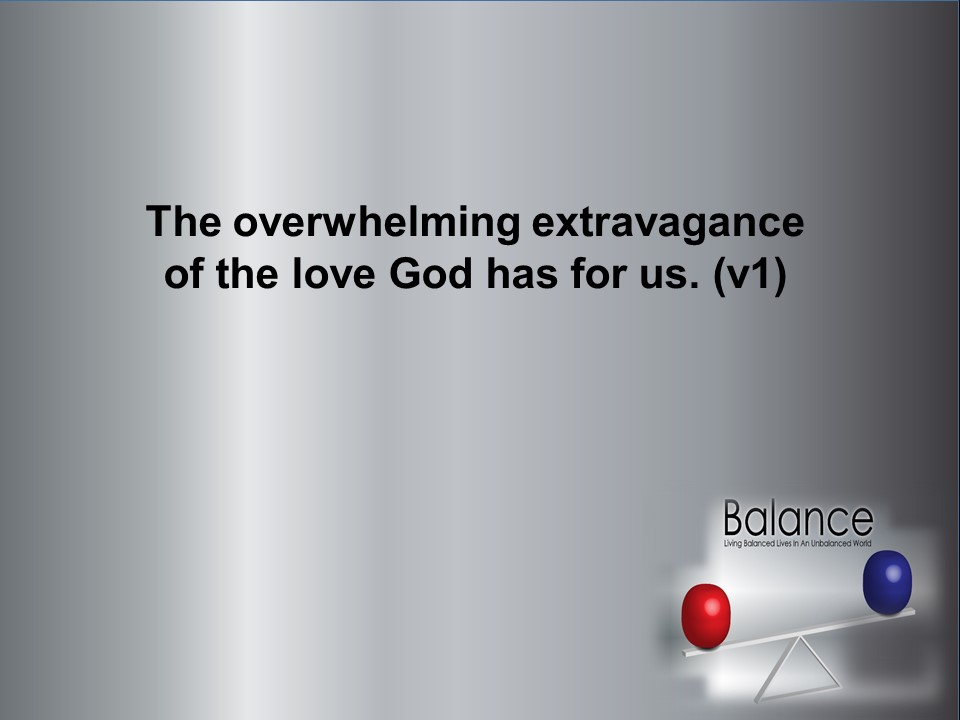 The overwhelming extravagance
of the love God has for us. (v1)
Balance
Living Balanced Lives In An Unbalanced World